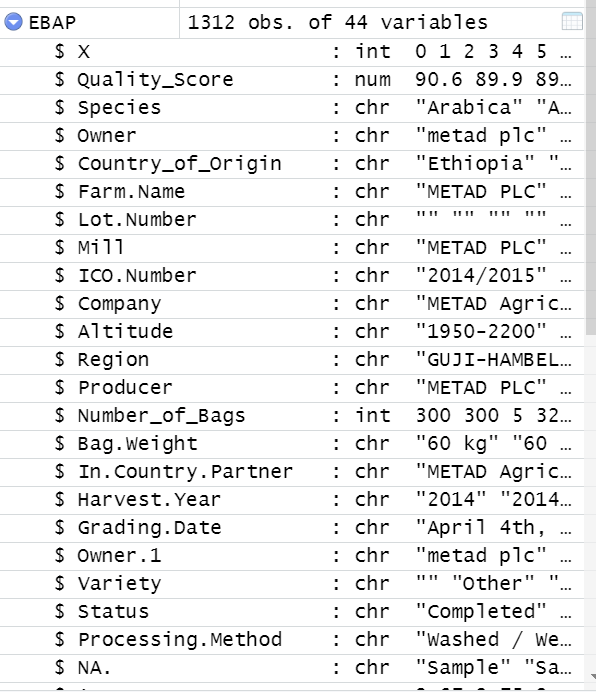 EBAP 1312 obs. of 44 variables
$ X : int 0 1 2 3 4 5 …
$ Quality_Score : num 90.6 89.9 89…
$ Species : chr "Arabica" "A…
$ Owner : chr "metad plc" …
$ Country_of_Origin : chr "Ethiopia" "…
$ Farm.Name : chr "METAD PLC" …
$ Lot.Number : chr "" "" "" "" …
$ Mill : chr "METAD PLC" …
$ ICO.Number : chr "2014/2015" …
$ Company : chr "METAD Agric…
$ Altitude : chr "1950-2200" …
$ Region : chr "GUJI-HAMBEL…
$ Producer : chr "METAD PLC" …
$ Number_of_Bags : int 300 300 5 32…
$ Bag.Weight : chr "60 kg" "60 …
$ In.Country.Partner : chr "METAD Agric…
$ Harvest.Year : chr "2014" "2014…
$ Grading.Date : chr "April 4th, …
$ Owner.1 : chr "metad plc" …
$ Variety : chr "" "Other" "…
$ Status : chr "Completed" …
$ Processing.Method : chr "Washed / We…
$ NA. : chr "Sample" "Sa…